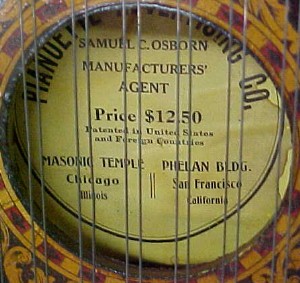 CO.
SAMUEL C. OSBORN
MANUFACTURERS'
AGENT
Price $12.50
Patented in United States
and Foreign Countries
MASONIC TEMPLE PHELAN BLDG.
Chicago || San Francisco
Illinois California